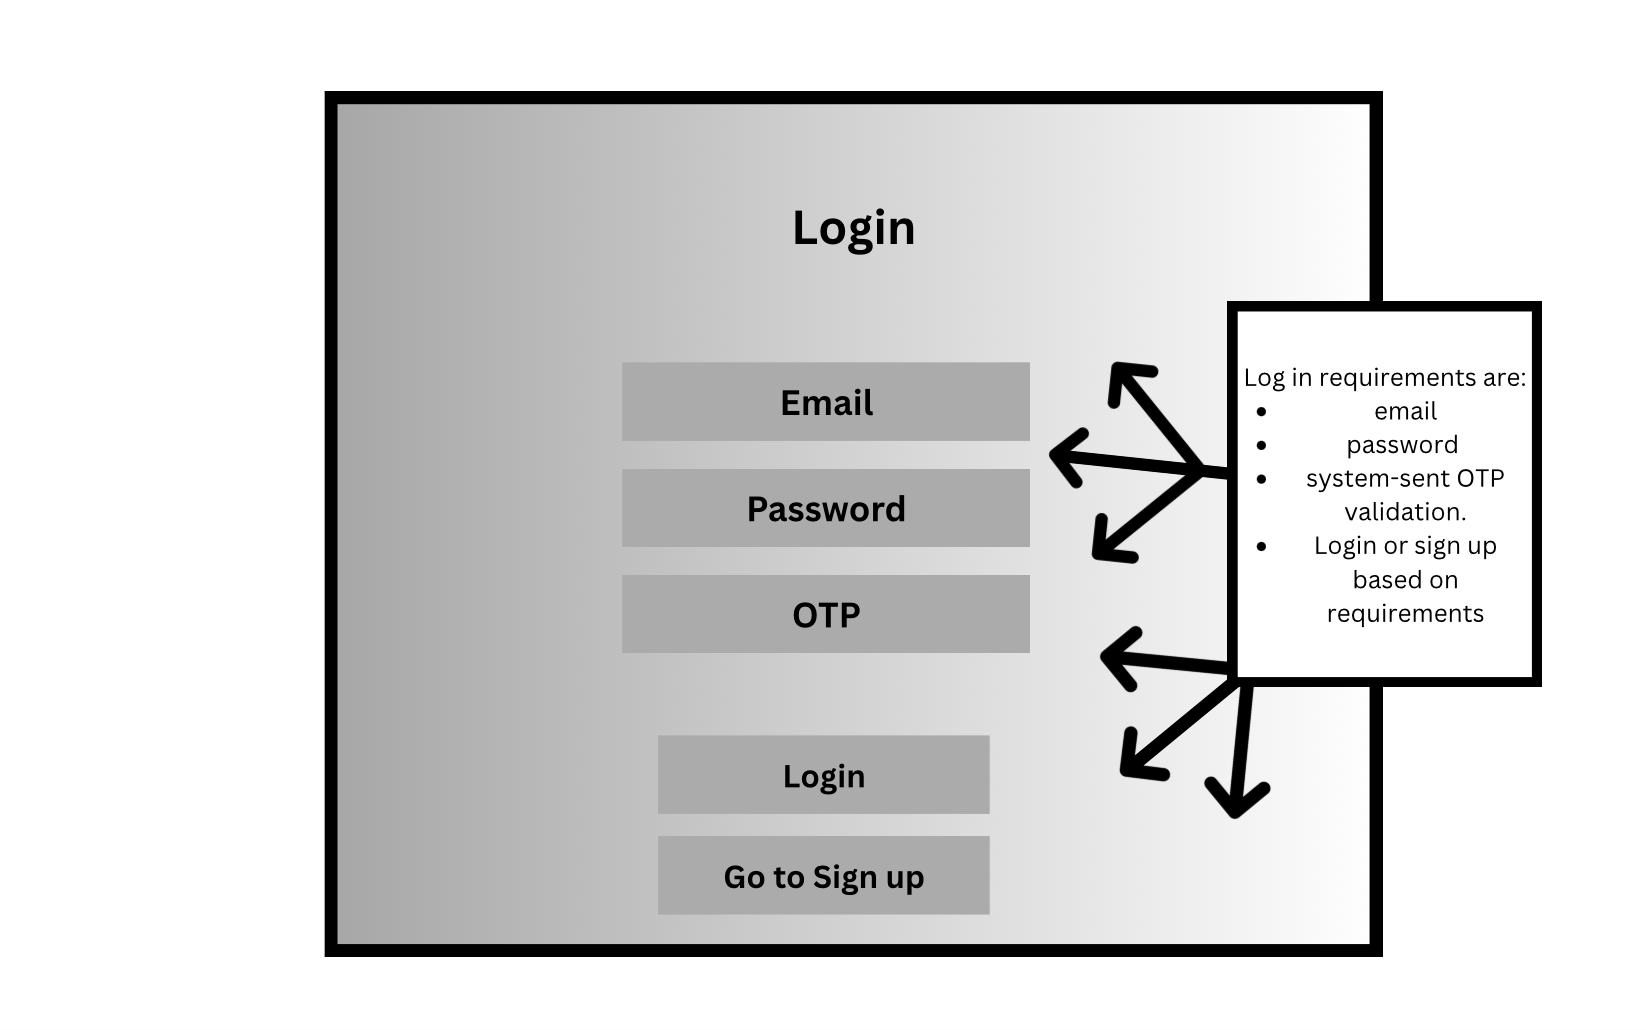 Login
Email
Password
OTP
Login
Go to Sign up
Log in requirements are:
• email
• password
• system-sent OTP
validation.
• Login or sign up
based on
requirements